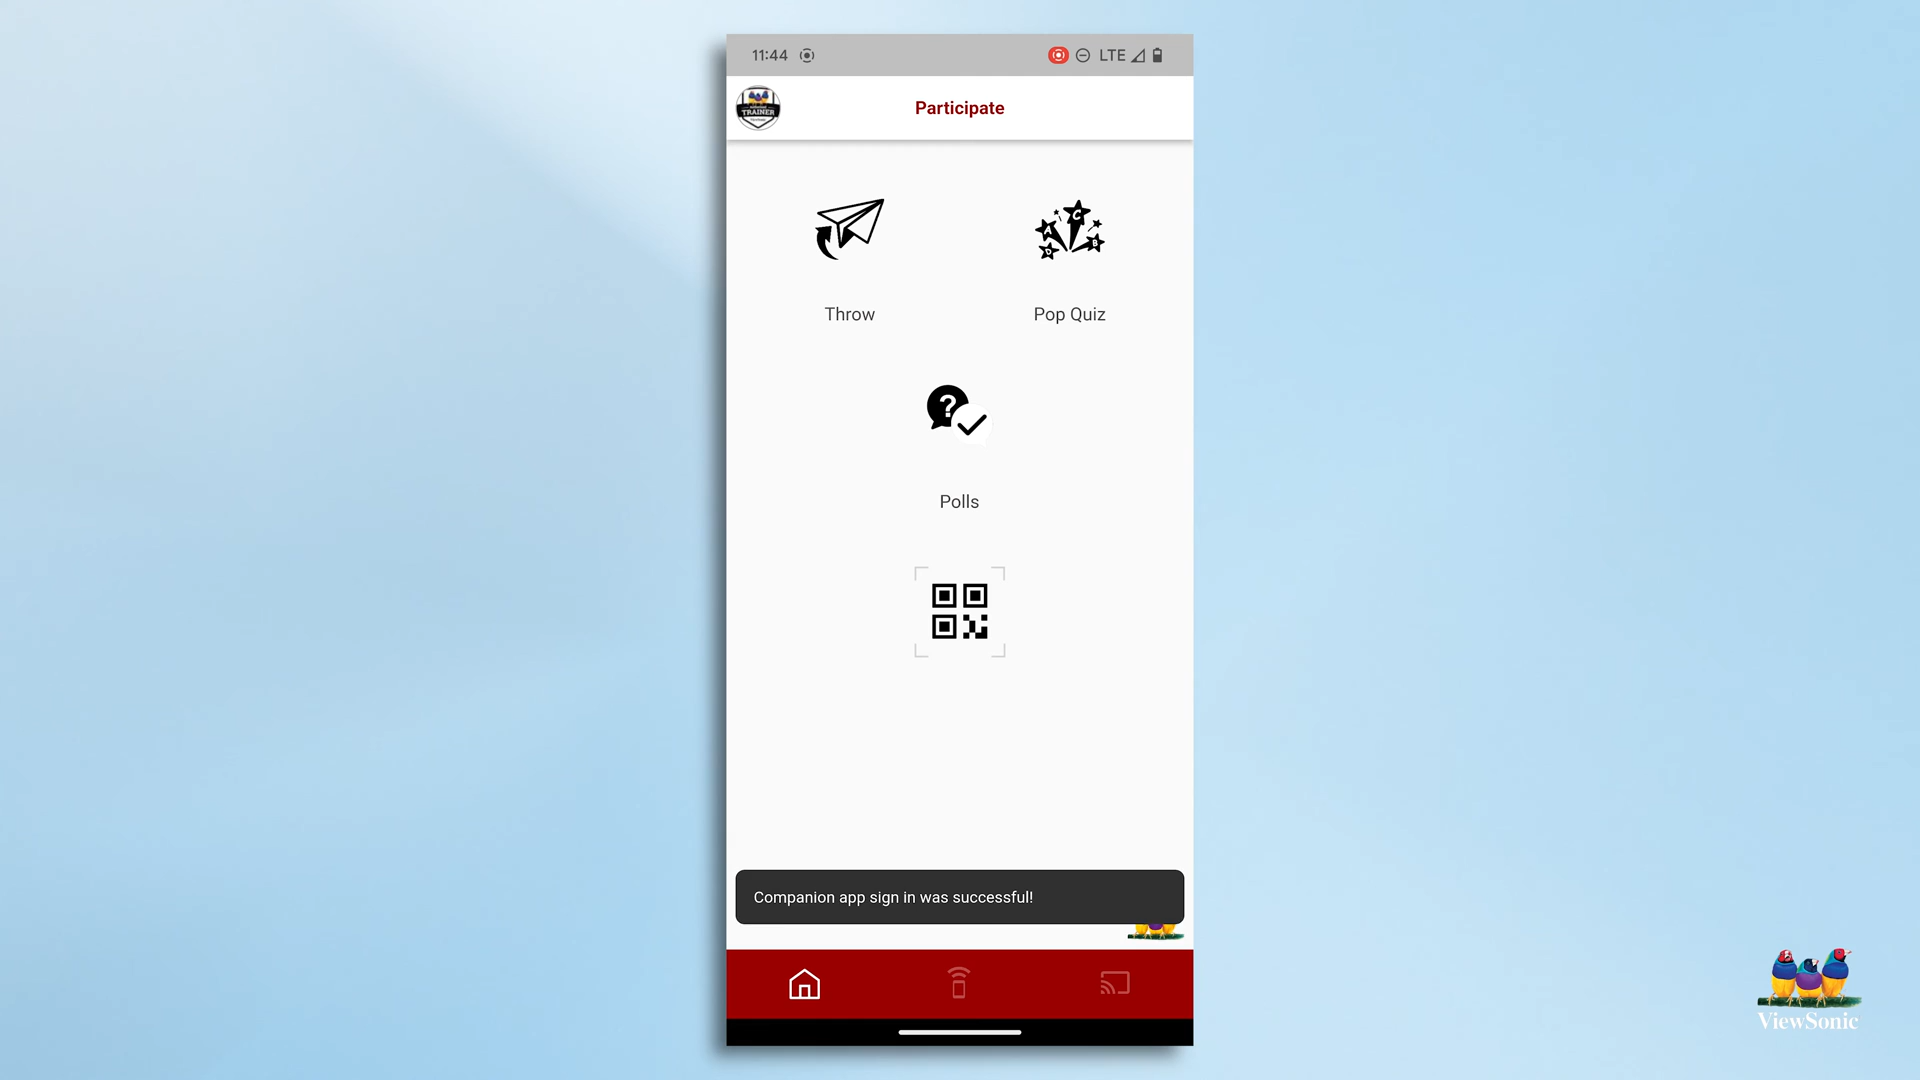 11:44
LTE
TRAINER
Participate
A
C
B
D
Throw
Pop Quiz
?
Polls
Companion app sign in was successful!
ViewSonic